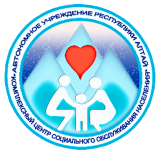 АВТОНОМНОЕ УЧРЕЖДЕНИЕ РЕСПУБЛИКИ АЛТАЙ
"КОМПЛЕКСНЫЙ ЦЕНТР СОЦИАЛЬНОГО ОБСЛУЖИВАНИЯ НАСЕЛЕНИЯ"